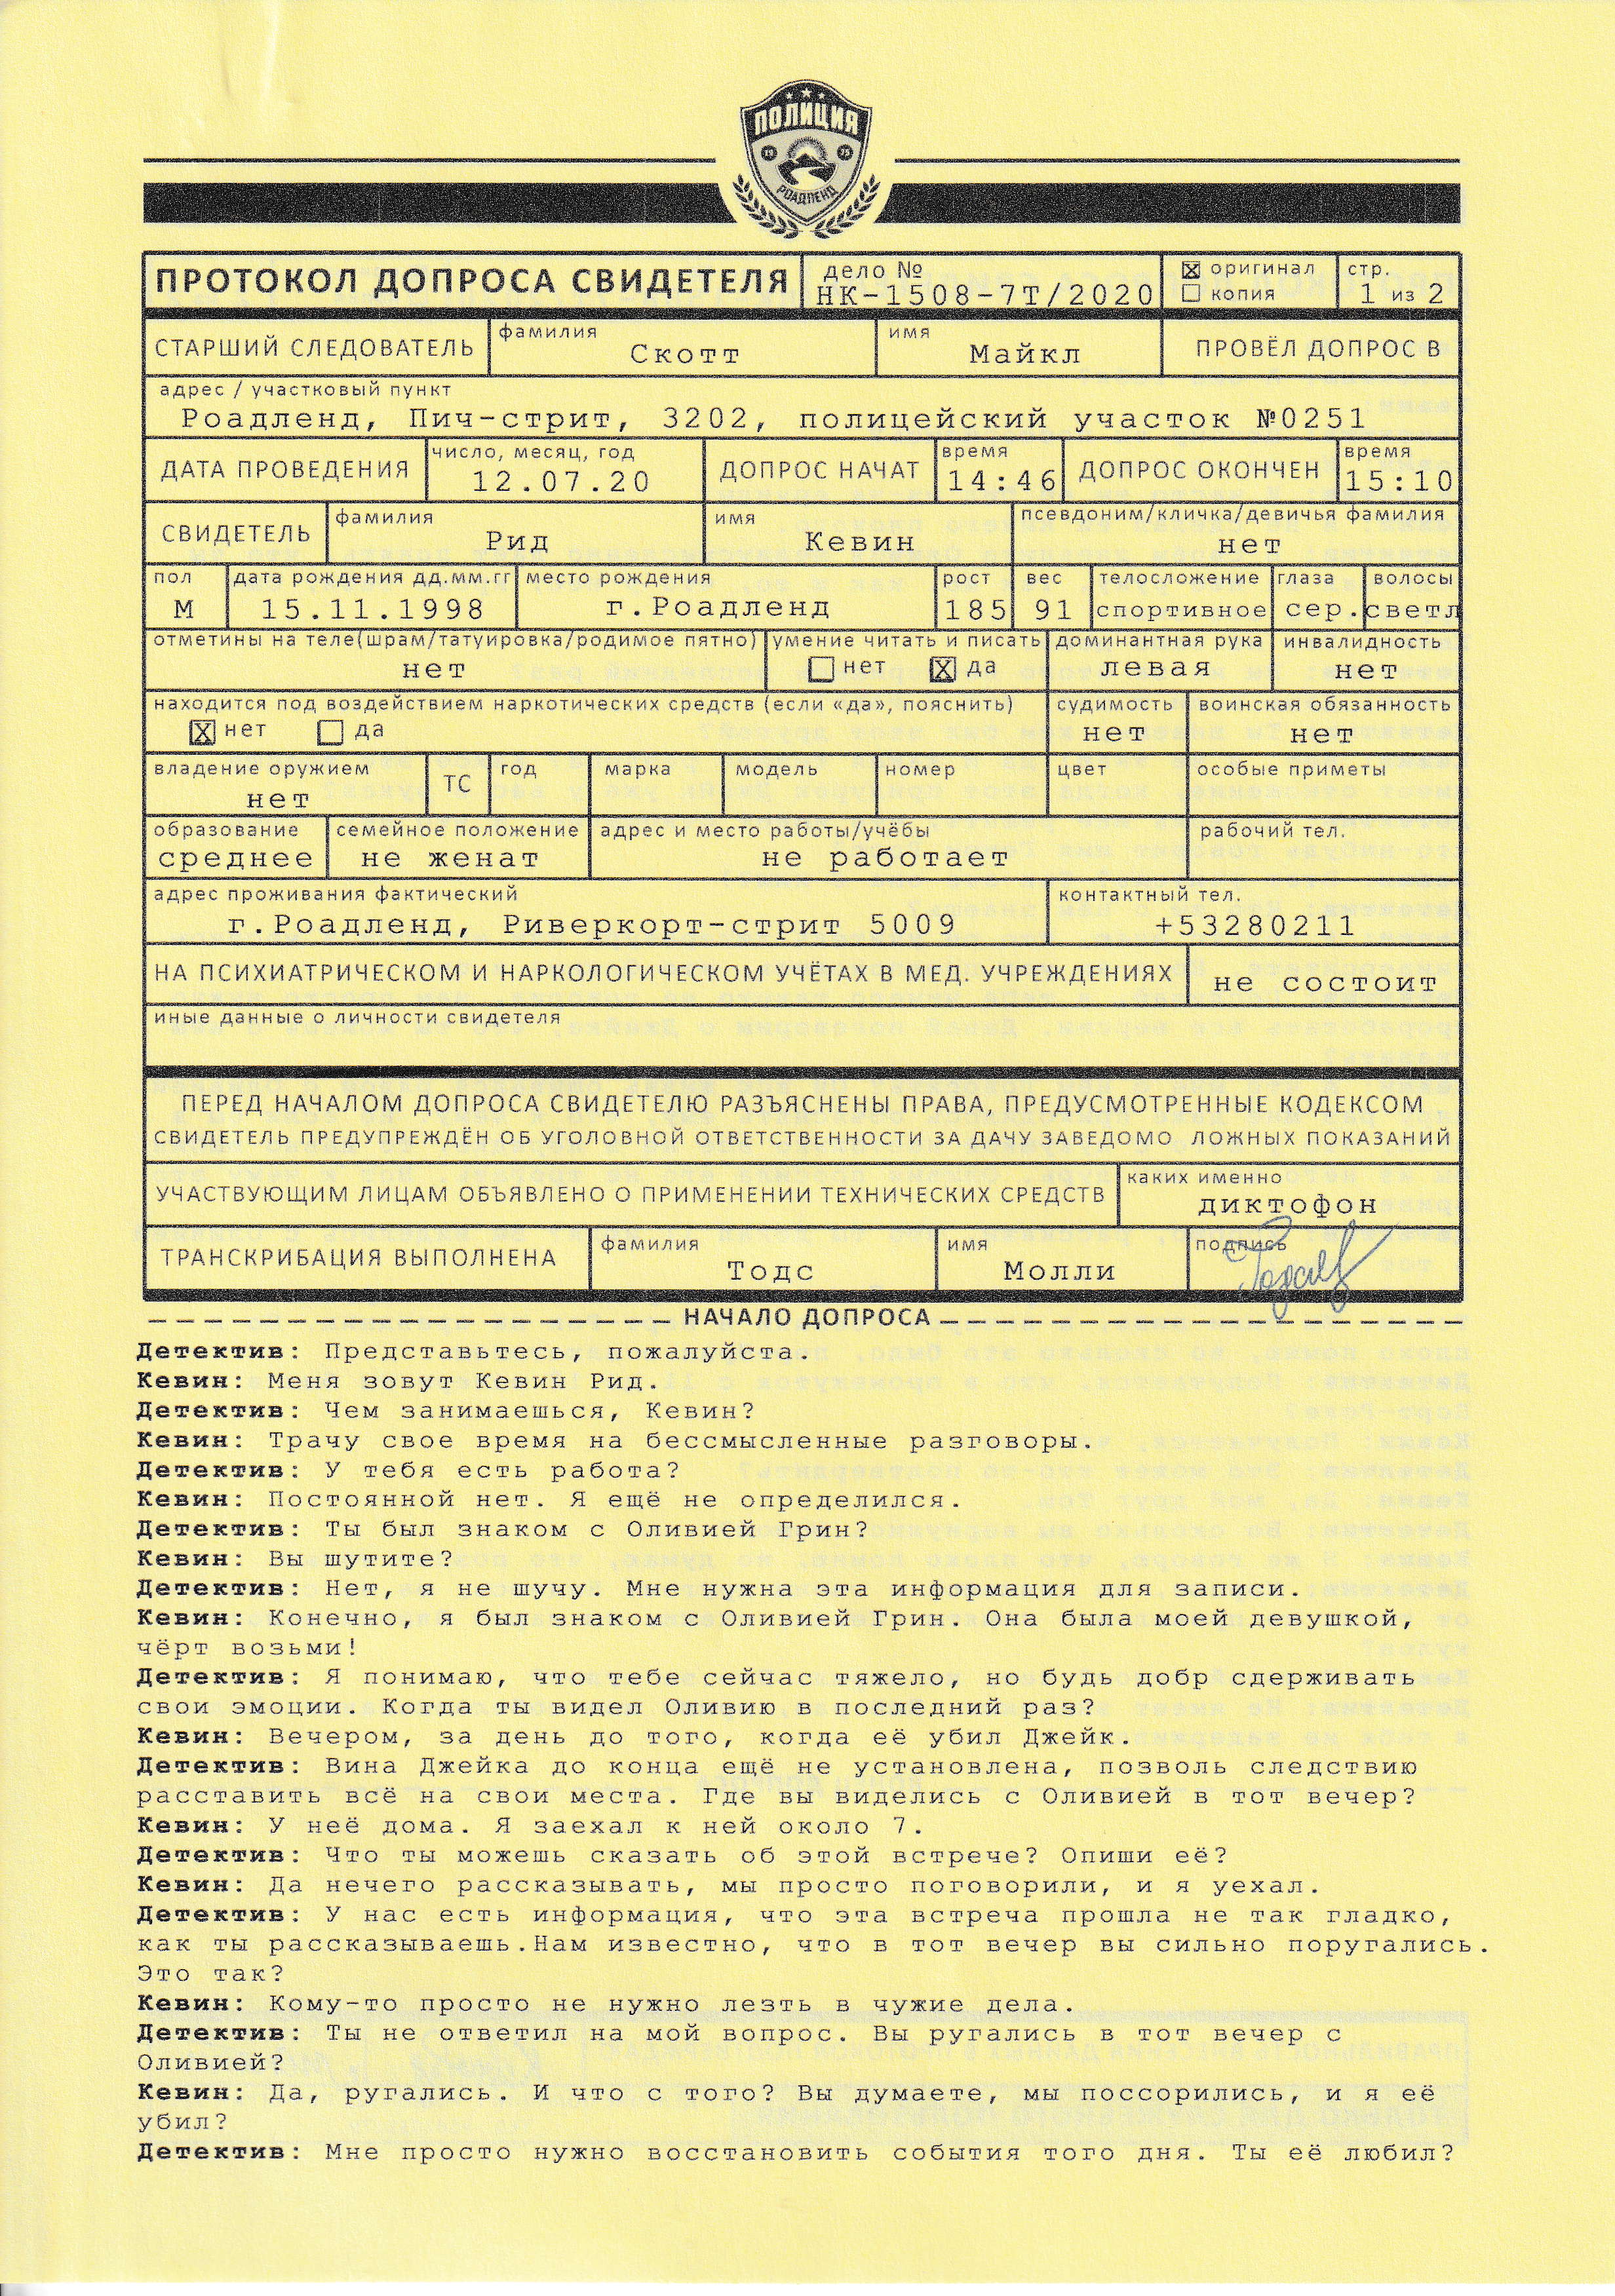 ПОЛИЦИЯ
19 75
РОАДЛЕНД
ПРОТОКОЛ ДОПРОСА СВИДЕТЕЛЯ
дело №
НК-1508-7Т/2020
☒ оригинал
☐ копия
стр.
1 из 2
СТАРШИЙ СЛЕДОВАТЕЛЬ
фамилия
Скотт
имя
Майкл
ПРОВЁЛ ДОПРОС В
адрес / участковый пункт
Роадленд, Пич-стрит, 3202, полицейский участок №0251
ДАТА ПРОВЕДЕНИЯ
число, месяц, год
12.07.20
ДОПРОС НАЧАТ
время
14:46
ДОПРОС ОКОНЧЕН
время
15:10
СВИДЕТЕЛЬ
фамилия
Рид
имя
Кевин
псевдоним/кличка/девичья фамилия
нет
пол
М
дата рождения дд.мм.гг
15.11.1998
место рождения
г.Роадленд
рост
185
вес
91
телосложение
спортивное
глаза
сер.
волосы
светл
отметины на теле(шрам/татуировка/родимое пятно)
нет
умение читать и писать
☐ нет ☒ да
доминантная рука
левая
инвалидность
нет
находится под воздействием наркотических средств (если «да», пояснить)
☒ нет ☐ да
судимость
нет
воинская обязанность
нет
владение оружием
нет
ТС
год
марка
модель
номер
цвет
особые приметы
образование
среднее
семейное положение
не женат
адрес и место работы/учёбы
не работает
рабочий тел.
адрес проживания фактический
г.Роадленд, Риверкорт-стрит 5009
контактный тел.
+53280211
НА ПСИХИАТРИЧЕСКОМ И НАРКОЛОГИЧЕСКОМ УЧЁТАХ В МЕД. УЧРЕЖДЕНИЯХ
не состоит
иные данные о личности свидетеля
ПЕРЕД НАЧАЛОМ ДОПРОСА СВИДЕТЕЛЮ РАЗЪЯСНЕНЫ ПРАВА, ПРЕДУСМОТРЕННЫЕ КОДЕКСОМ
СВИДЕТЕЛЬ ПРЕДУПРЕЖДЁН ОБ УГОЛОВНОЙ ОТВЕТСТВЕННОСТИ ЗА ДАЧУ ЗАВЕДОМО ЛОЖНЫХ ПОКАЗАНИЙ
УЧАСТВУЮЩИМ ЛИЦАМ ОБЪЯВЛЕНО О ПРИМЕНЕНИИ ТЕХНИЧЕСКИХ СРЕДСТВ
каких именно
диктофон
ТРАНСКРИБАЦИЯ ВЫПОЛНЕНА
фамилия
Тодс
имя
Молли
подпись
НАЧАЛО ДОПРОСА
Детектив: Представьтесь, пожалуйста.
Кевин: Меня зовут Кевин Рид.
Детектив: Чем занимаешься, Кевин?
Кевин: Трачу свое время на бессмысленные разговоры.
Детектив: У тебя есть работа?
Кевин: Постоянной нет. Я ещё не определился.
Детектив: Ты был знаком с Оливией Грин?
Кевин: Вы шутите?
Детектив: Нет, я не шучу. Мне нужна эта информация для записи.
Кевин: Конечно, я был знаком с Оливией Грин. Она была моей девушкой,
чёрт возьми!
Детектив: Я понимаю, что тебе сейчас тяжело, но будь добр сдерживать
свои эмоции. Когда ты видел Оливию в последний раз?
Кевин: Вечером, за день до того, когда её убил Джейк.
Детектив: Вина Джейка до конца ещё не установлена, позволь следствию
расставить всё на свои места. Где вы виделись с Оливией в тот вечер?
Кевин: У неё дома. Я заехал к ней около 7.
Детектив: Что ты можешь сказать об этой встрече? Опиши её?
Кевин: Да нечего рассказывать, мы просто поговорили, и я уехал.
Детектив: У нас есть информация, что эта встреча прошла не так гладко,
как ты рассказываешь.Нам известно, что в тот вечер вы сильно поругались.
Это так?
Кевин: Кому-то просто не нужно лезть в чужие дела.
Детектив: Ты не ответил на мой вопрос. Вы ругались в тот вечер с
Оливией?
Кевин: Да, ругались. И что с того? Вы думаете, мы поссорились, и я её
убил?
Детектив: Мне просто нужно восстановить события того дня. Ты её любил?